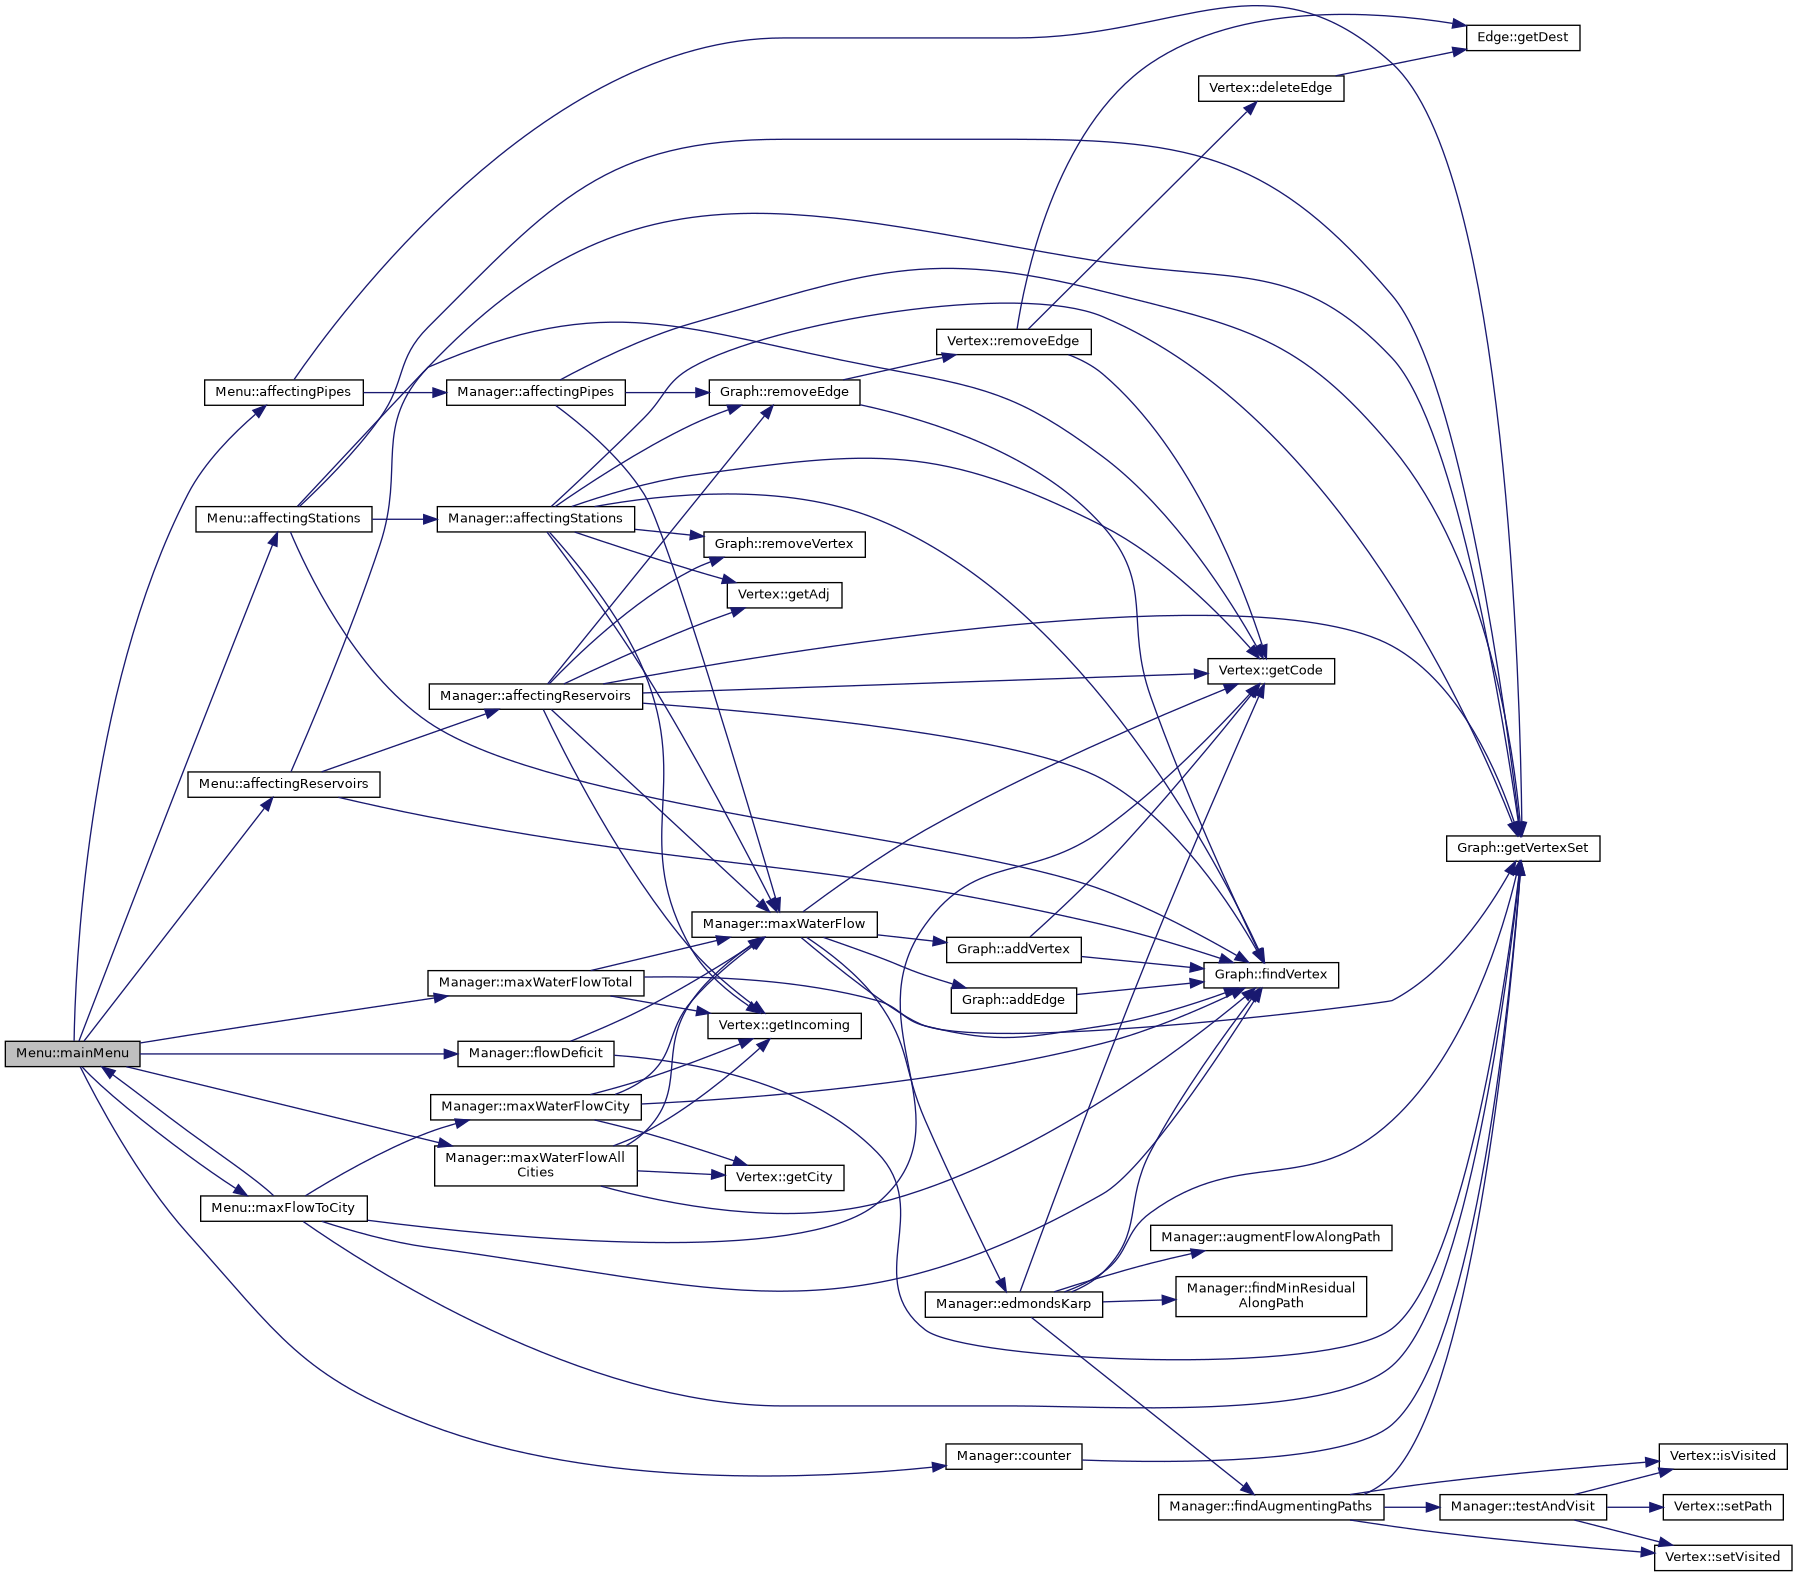 Edge::getDest
Vertex::deleteEdge
Vertex::removeEdge
Menu::affectingPipes
Manager::affectingPipes
Graph::removeEdge
Menu::affectingStations
Manager::affectingStations
Graph::removeVertex
Vertex::getAdj
Vertex::getCode
Manager::affectingReservoirs
Menu::affectingReservoirs
Graph::getVertexSet
Manager::maxWaterFlow
Graph::addVertex
Graph::findVertex
Manager::maxWaterFlowTotal
Graph::addEdge
Vertex::getIncoming
Menu::mainMenu
Manager::flowDeficit
Manager::maxWaterFlowCity
Manager::maxWaterFlowAll
Cities
Vertex::getCity
Menu::maxFlowToCity
Manager::augmentFlowAlongPath
Manager::findMinResidual
AlongPath
Manager::edmondsKarp
Manager::counter
Vertex::isVisited
Manager::findAugmentingPaths
Manager::testAndVisit
Vertex::setPath
Vertex::setVisited